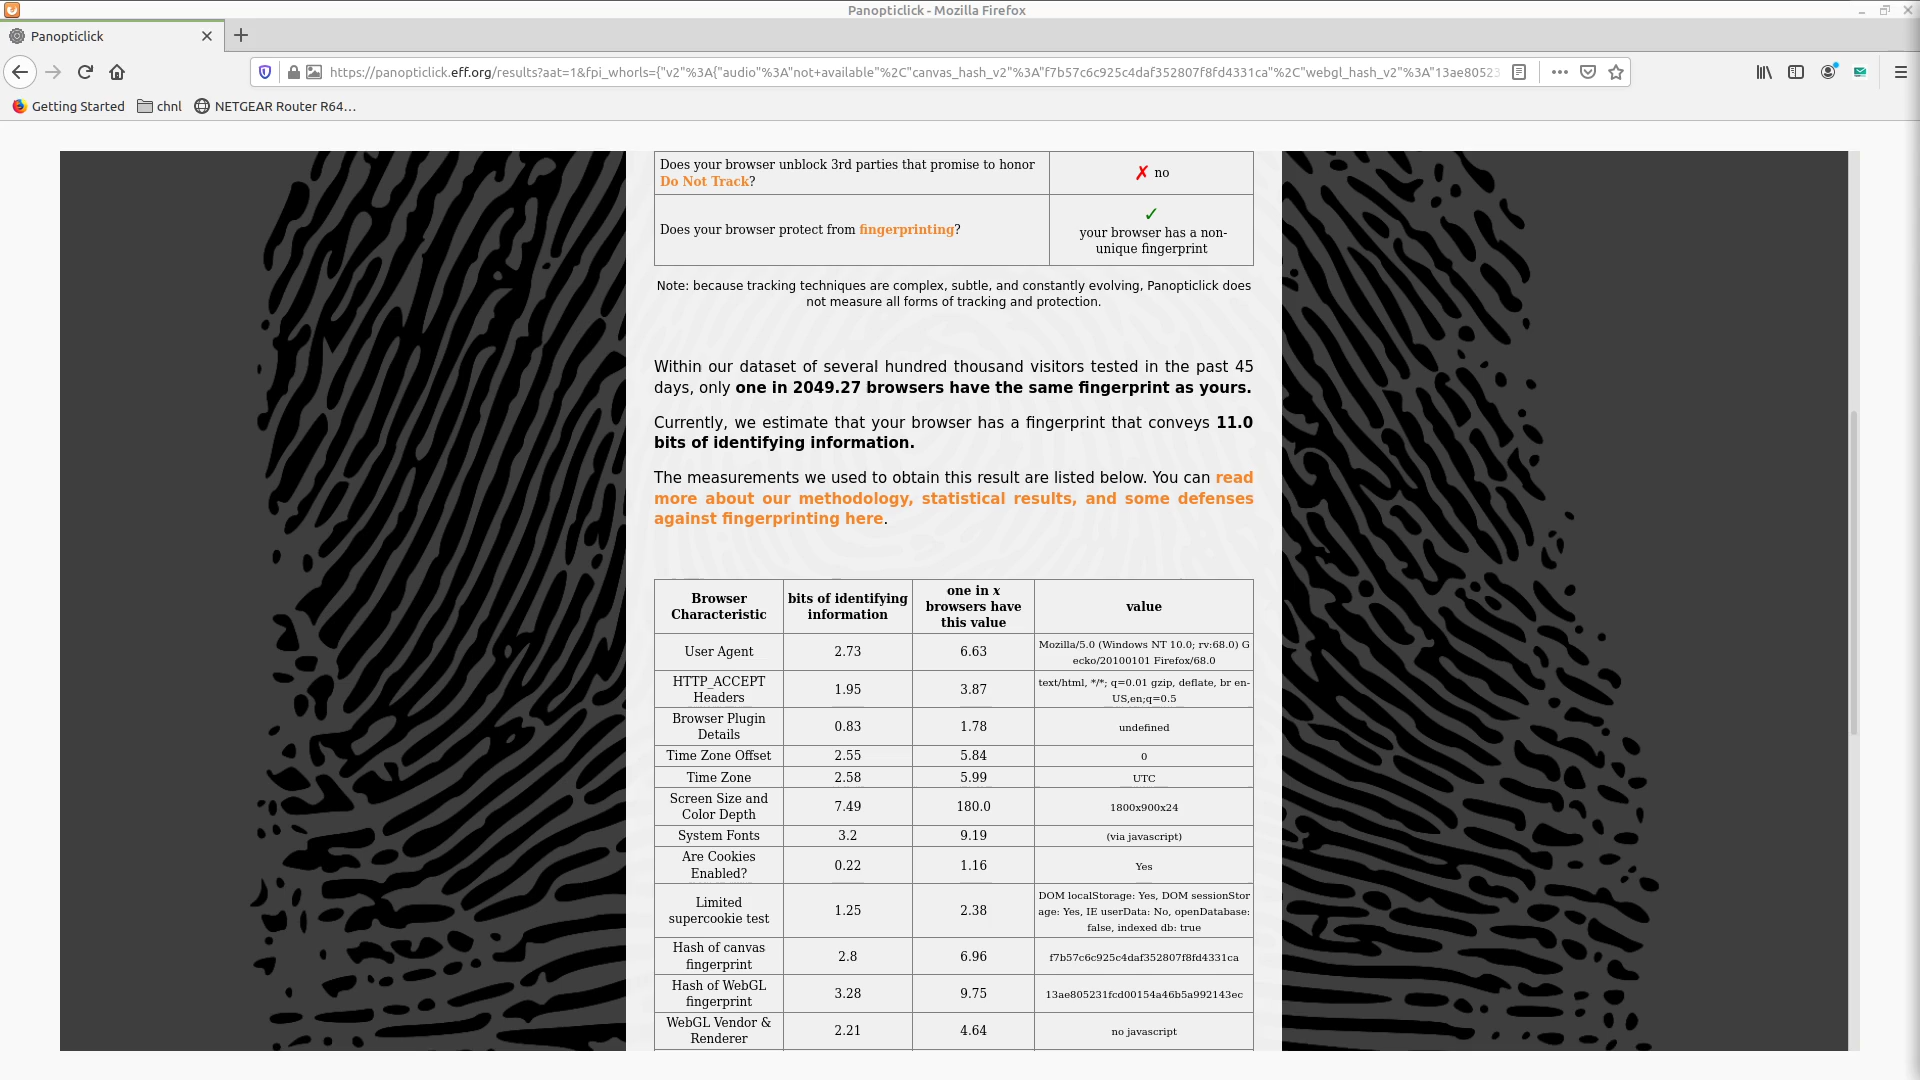 Panopticlick - Mozilla Firefox
Panopticlick
https://panopticlick.eff.org/results?aat=1&fpi_whorls={"v2"%3A{"audio"%3A"not+available"%2C"canvas_hash_v2"%3A"f7b57c6c925c4daf352807f8fd4331ca"%2C"webgl_hash_v2"%3A"13ae80523
Getting Started chnl NETGEAR Router R64…
Does your browser unblock 3rd parties that promise to honor
Do Not Track?
✗ no
Does your browser protect from fingerprinting?
✓
your browser has a non-
unique fingerprint
Note: because tracking techniques are complex, subtle, and constantly evolving, Panopticlick does
not measure all forms of tracking and protection.
Within our dataset of several hundred thousand visitors tested in the past 45
days, only one in 2049.27 browsers have the same fingerprint as yours.
Currently, we estimate that your browser has a fingerprint that conveys 11.0
bits of identifying information.
The measurements we used to obtain this result are listed below. You can read
more about our methodology, statistical results, and some defenses
against fingerprinting here.
Browser
Characteristic
bits of identifying
information
one in x
browsers have
this value
value
User Agent
2.73
6.63
Mozilla/5.0 (Windows NT 10.0; rv:68.0) G
ecko/20100101 Firefox/68.0
HTTP_ACCEPT
Headers
1.95
3.87
text/html, */*; q=0.01 gzip, deflate, br en-
US,en;q=0.5
Browser Plugin
Details
0.83
1.78
undefined
Time Zone Offset
2.55
5.84
0
Time Zone
2.58
5.99
UTC
Screen Size and
Color Depth
7.49
180.0
1800x900x24
System Fonts
3.2
9.19
(via javascript)
Are Cookies
Enabled?
0.22
1.16
Yes
Limited
supercookie test
1.25
2.38
DOM localStorage: Yes, DOM sessionStor
age: Yes, IE userData: No, openDatabase:
false, indexed db: true
Hash of canvas
fingerprint
2.8
6.96
f7b57c6c925c4daf352807f8fd4331ca
Hash of WebGL
fingerprint
3.28
9.75
13ae805231fcd00154a46b5a992143ec
WebGL Vendor &
Renderer
2.21
4.64
no javascript